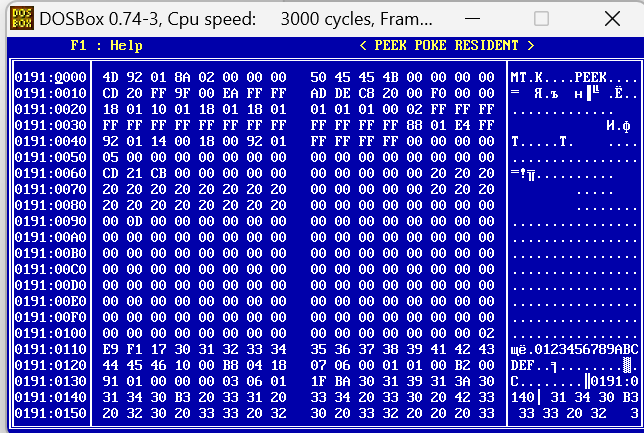 DOSBox 0.74-3, Cpu speed: 3000 cycles, Fram...
F1 : Help < PEEK POKE RESIDENT >
0191:0000 4D 92 01 8A 02 00 00 00 50 45 45 4B 00 00 00 00 МТ.К....PEEK....
0191:0010 CD 20 FF 9F 00 EA FF FF AD DE C8 20 00 F0 00 00 = Я.ъ н▐╚ .Ё..
0191:0020 18 01 10 01 18 01 18 01 01 01 01 00 02 FF FF FF .............
0191:0030 FF FF FF FF FF FF FF FF FF FF FF FF 88 01 E4 FF И.ф
0191:0040 92 01 14 00 18 00 92 01 FF FF FF FF 00 00 00 00 Т.....Т. ....
0191:0050 05 00 00 00 00 00 00 00 00 00 00 00 00 00 00 00 ................
0191:0060 CD 21 CB 00 00 00 00 00 00 00 00 00 00 20 20 20 =!╦..........
0191:0070 20 20 20 20 20 20 20 20 00 00 00 00 00 20 20 20 .....
0191:0080 20 20 20 20 20 20 20 20 00 00 00 00 00 00 00 00 ........
0191:0090 00 0D 00 00 00 00 00 00 00 00 00 00 00 00 00 00 ................
0191:00A0 00 00 00 00 00 00 00 00 00 00 00 00 00 00 00 00 ................
0191:00B0 00 00 00 00 00 00 00 00 00 00 00 00 00 00 00 00 ................
0191:00C0 00 00 00 00 00 00 00 00 00 00 00 00 00 00 00 00 ................
0191:00D0 00 00 00 00 00 00 00 00 00 00 00 00 00 00 00 00 ................
0191:00E0 00 00 00 00 00 00 00 00 00 00 00 00 00 00 00 00 ................
0191:00F0 00 00 00 00 00 00 00 00 00 00 00 00 00 00 00 00 ................
0191:0100 00 00 00 00 00 00 00 00 00 00 00 00 00 00 00 02 ................
0191:0110 E9 F1 17 30 31 32 33 34 35 36 37 38 39 41 42 43 щё.0123456789ABC
0191:0120 44 45 46 10 00 B8 04 18 07 06 00 01 01 00 B2 00 DEF..╕........▓.
0191:0130 91 01 00 00 00 03 06 01 1F BA 30 31 39 31 3A 30 С........║0191:0
0191:0140 31 34 30 B3 20 33 31 20 33 34 20 33 30 20 42 33 140│ 31 34 30 B3
0191:0150 20 32 30 20 33 33 20 32 30 20 33 32 20 20 20 33